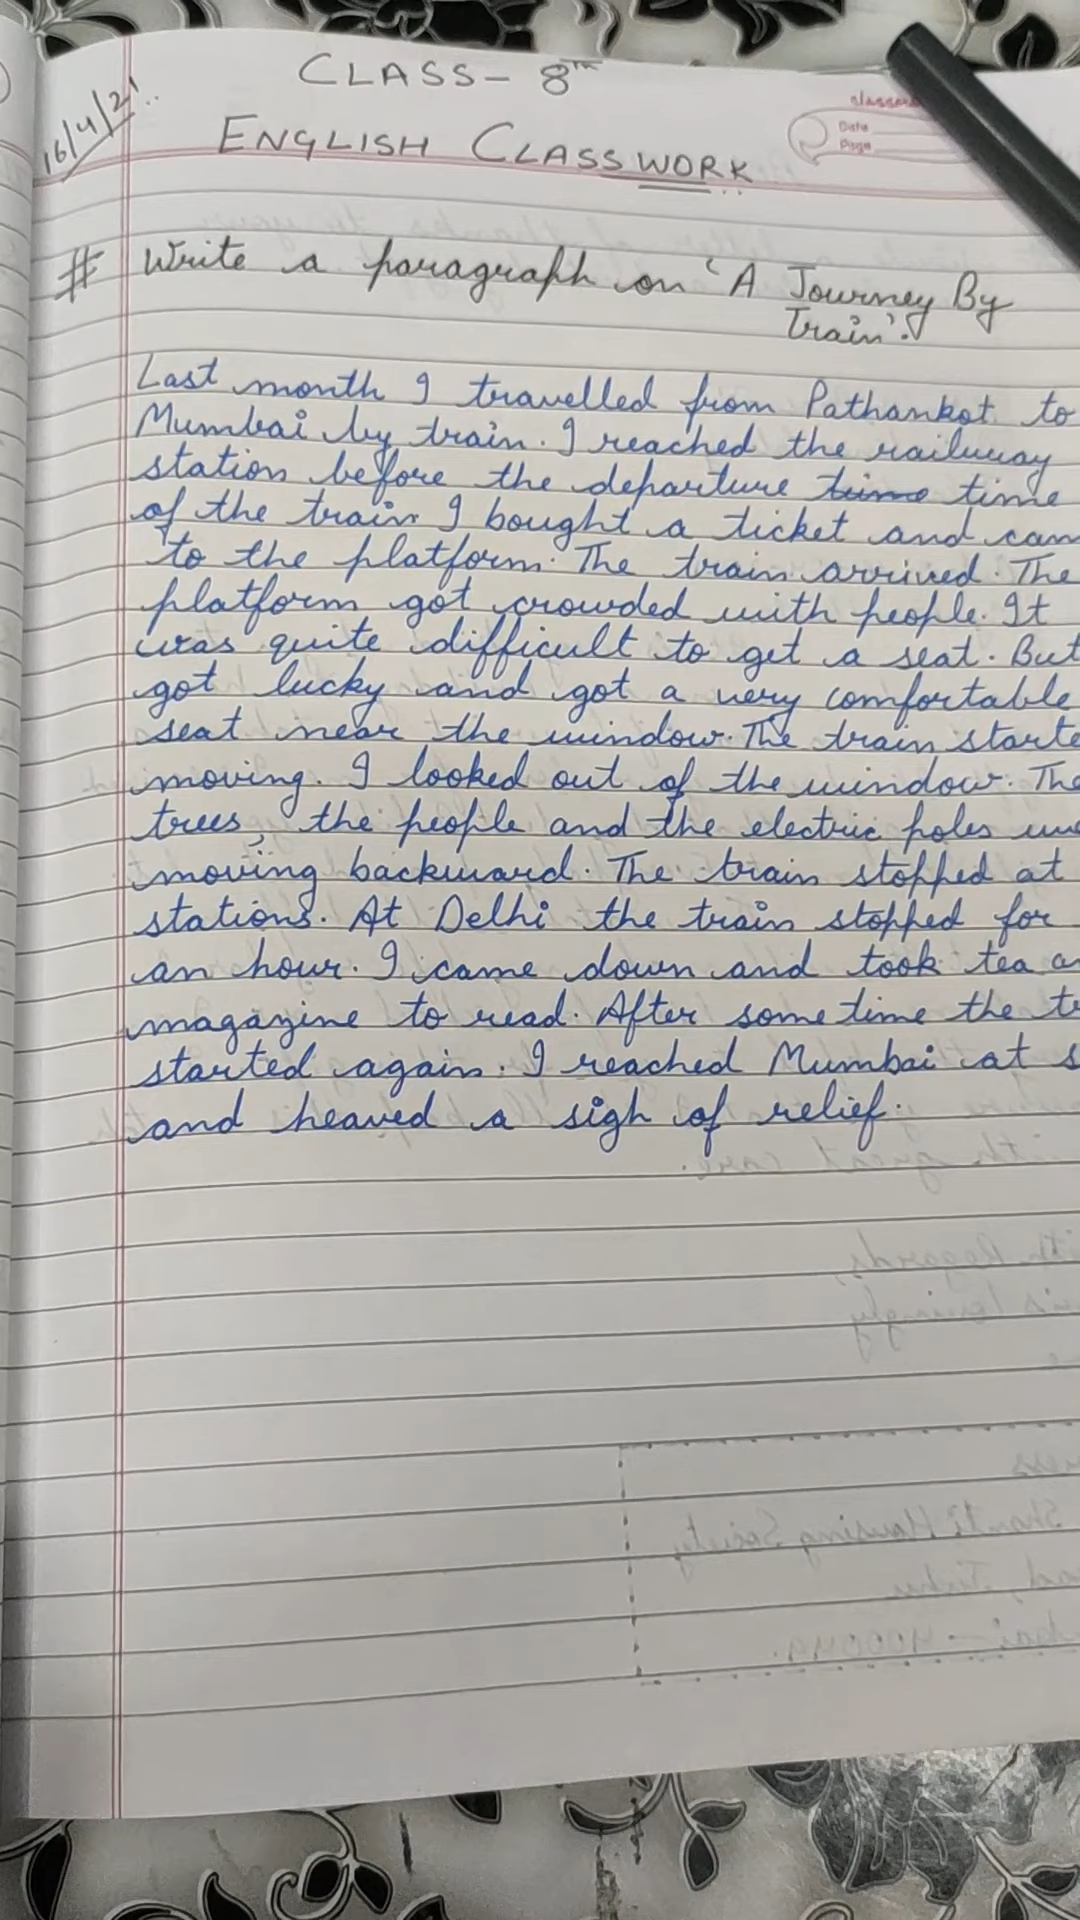 CLASS - 8th
16/4/21
ENGLISH CLASSWORK
classmate
Date
Page
# Write a paragraph on 'A Journey By
Train'.
Last month I travelled from Pathankot to
Mumbai by train. I reached the railway
station before the departure time time
of the train. I bought a ticket and cam
to the platform. The train arrived. The
platform got crowded with people. It
was quite difficult to get a seat. But
got lucky and got a very comfortable
seat near the window. The train starte
moving. I looked out of the window. The
trees, the people and the electric poles we
moving backward. The train stopped at
stations. At Delhi the train stopped for
an hour. I came down and took tea an
magazine to read. After some time the t
started again. I reached Mumbai at s
and heaved a sigh of relief.